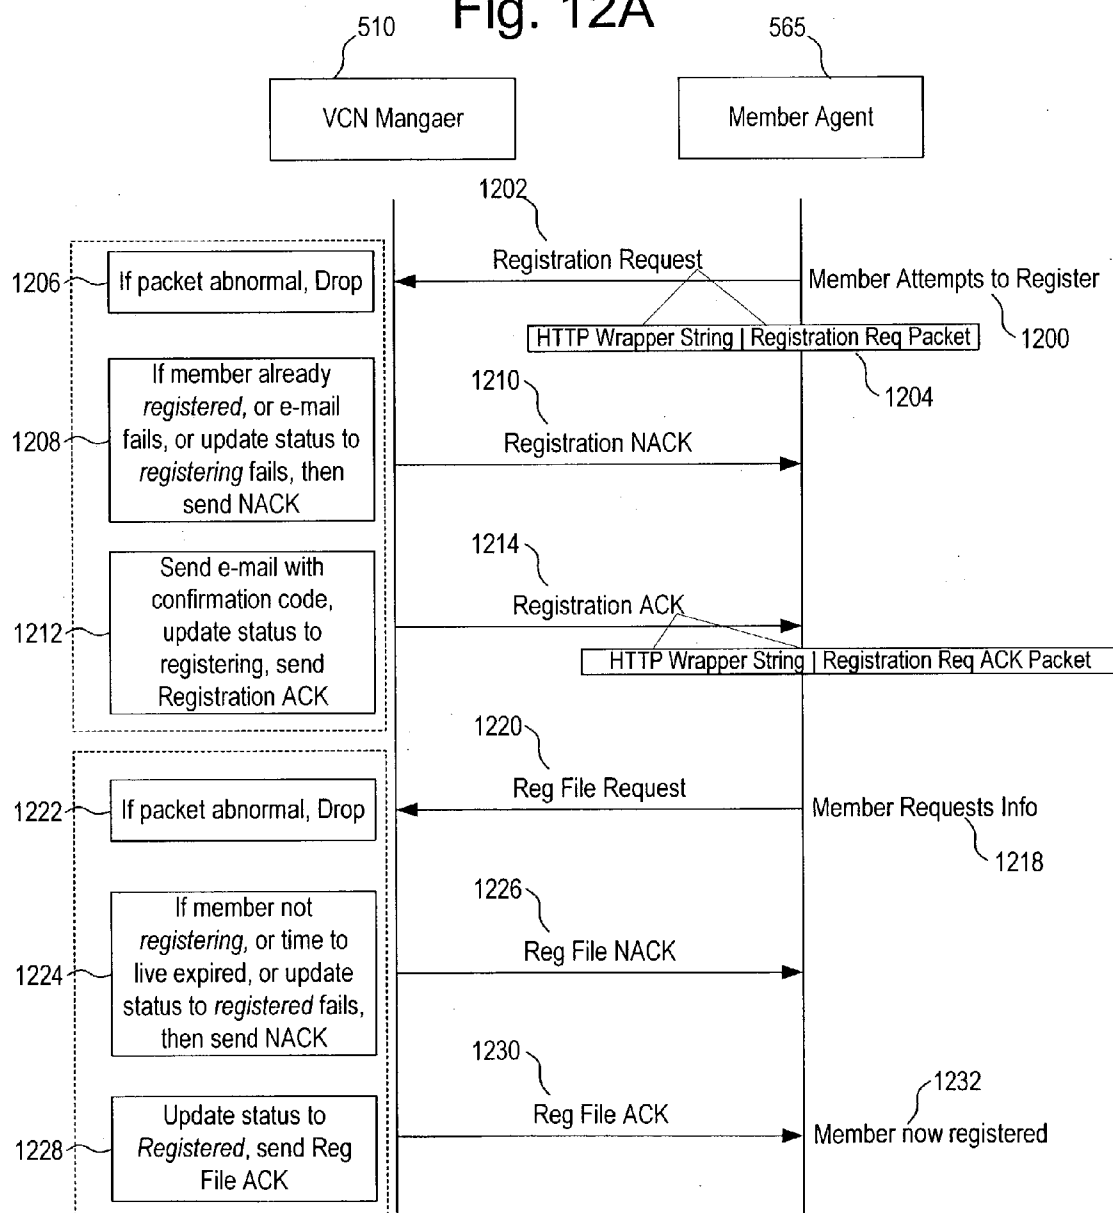 Fig. 12A
510
565
VCN Mangaer
Member Agent
1202
Registration Request
1206
If packet abnormal, Drop
Member Attempts to Register
1200
HTTP Wrapper String | Registration Req Packet
1204
1208
If member already
registered, or e-mail
fails, or update status to
registering fails, then
send NACK
1210
Registration NACK
1214
Registration ACK
1212
Send e-mail with
confirmation code,
update status to
registering, send
Registration ACK
HTTP Wrapper String | Registration Req ACK Packet
1220
Reg File Request
1222
If packet abnormal, Drop
Member Requests Info
1218
1226
Reg File NACK
1224
If member not
registering, or time to
live expired, or update
status to registered fails,
then send NACK
1230
Reg File ACK
1232
Member now registered
1228
Update status to
Registered, send Reg
File ACK